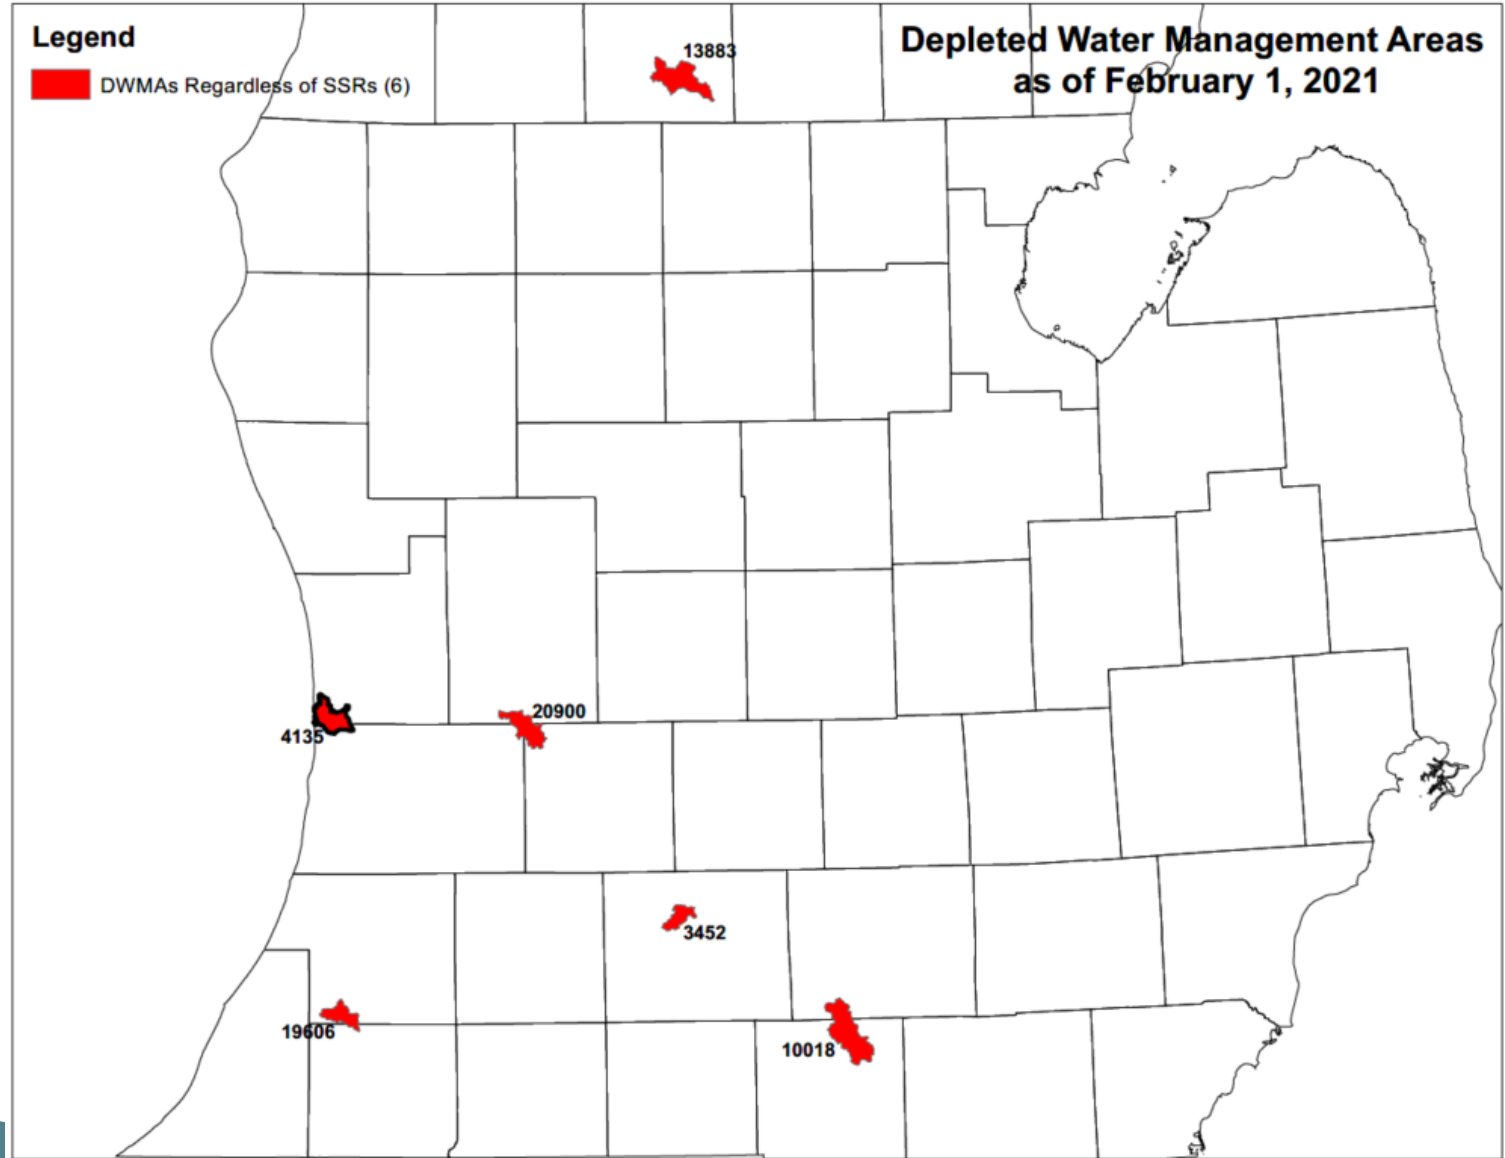 Legend
DWMAs Regardless of SSRs (6)
Depleted Water Management Areas
as of February 1, 2021
13883
4135
20900
3452
19606
10018